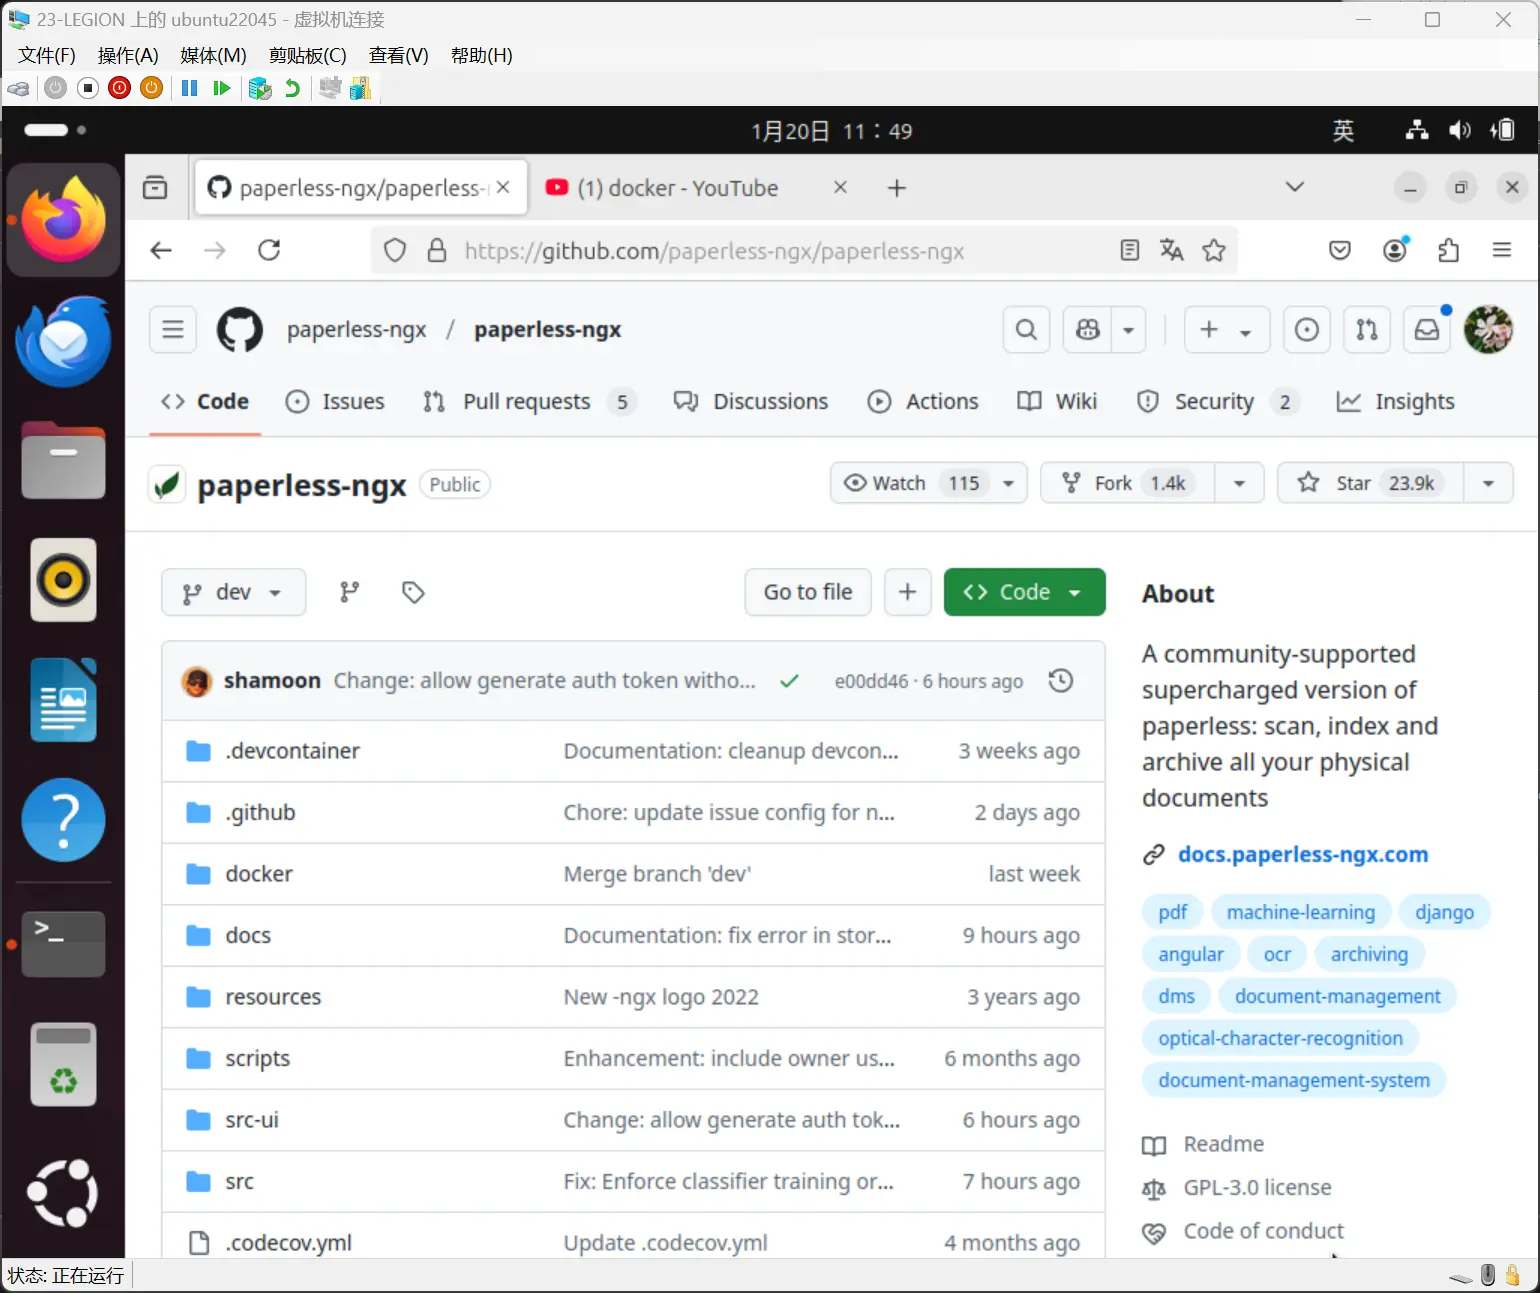 23-LEGION 上的 ubuntu22045 - 虚拟机连接
文件(F) 操作(A) 媒体(M) 剪贴板(C) 查看(V) 帮助(H)
1月20日 11：49
英
paperless-ngx/paperless-
(1) docker - YouTube
https://github.com/paperless-ngx/paperless-ngx
paperless-ngx / paperless-ngx
Code Issues Pull requests 5 Discussions Actions Wiki Security 2 Insights
paperless-ngx Public
Watch 115 Fork 1.4k Star 23.9k
dev Go to file Code
shamoon Change: allow generate auth token witho... e00dd46 · 6 hours ago
.devcontainer Documentation: cleanup devcon... 3 weeks ago
.github Chore: update issue config for n... 2 days ago
docker Merge branch 'dev' last week
docs Documentation: fix error in stor... 9 hours ago
resources New -ngx logo 2022 3 years ago
scripts Enhancement: include owner us... 6 months ago
src-ui Change: allow generate auth tok... 6 hours ago
src Fix: Enforce classifier training or... 7 hours ago
.codecov.yml Update .codecov.yml 4 months ago
About
A community-supported
supercharged version of
paperless: scan, index and
archive all your physical
documents
docs.paperless-ngx.com
pdf machine-learning django
angular ocr archiving
dms document-management
optical-character-recognition
document-management-system
Readme
GPL-3.0 license
Code of conduct
状态: 正在运行